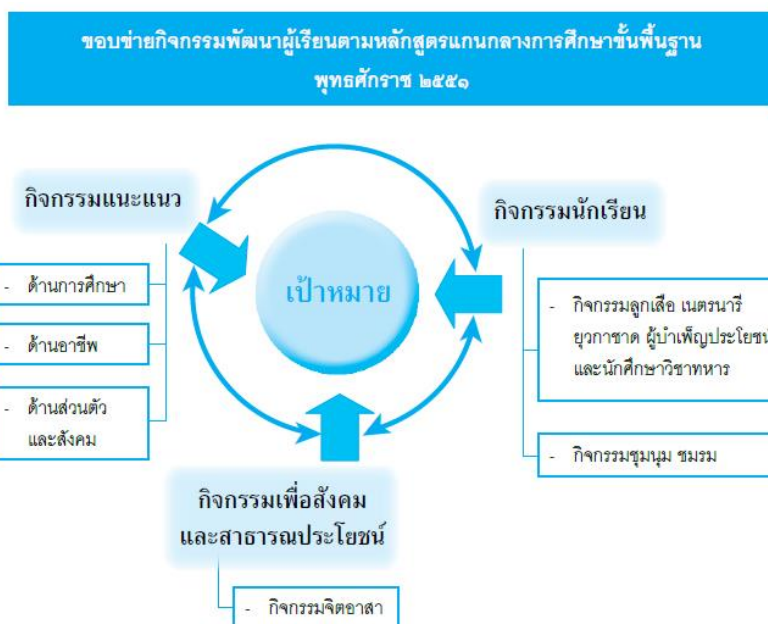 ขอบข่ายกิจกรรมพัฒนาผู้เรียนตามหลักสูตรแกนกลางการศึกษาขั้นพื้นฐาน
พุทธศักราช ๒๕๕๑
กิจกรรมแนะแนว
- ด้านการศึกษา
- ด้านอาชีพ
- ด้านส่วนตัว
และสังคม
เป้าหมาย
กิจกรรมนักเรียน
- กิจกรรมลูกเสือ เนตรนารี
ยุวกาชาด ผู้บำเพ็ญประโยชน์
และนักศึกษาวิชาทหาร
- กิจกรรมชุมนุม ชมรม
กิจกรรมเพื่อสังคม
และสาธารณประโยชน์
- กิจกรรมจิตอาสา